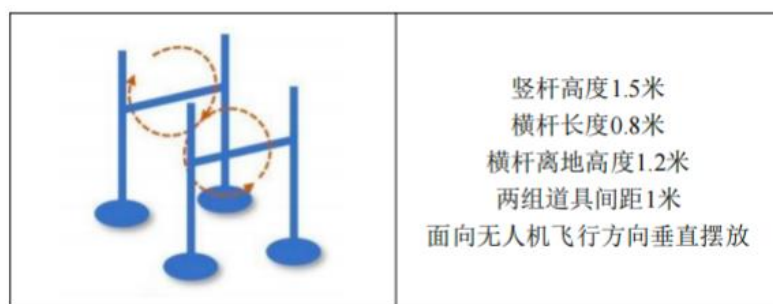 竖杆高度1.5米
横杆长度0.8米
横杆离地高度1.2米
两组道具间距1米
面向无人机飞行方向垂直摆放